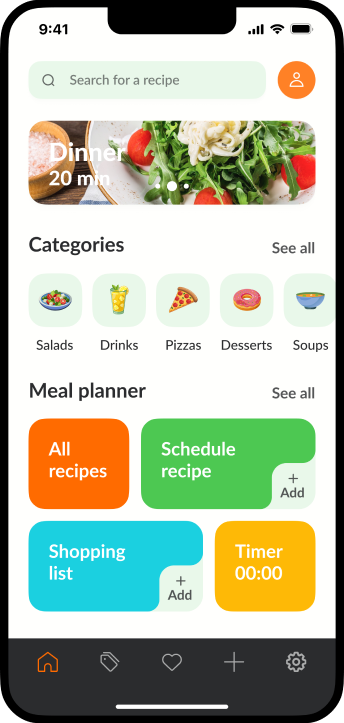 9:41
Search for a recipe
Dinner
20 min
Categories
See all
Salads
Drinks
Pizzas
Desserts
Soups
Meal planner
See all
All
recipes
Schedule
recipe
+
Add
Shopping
list
+
Add
Timer
00:00